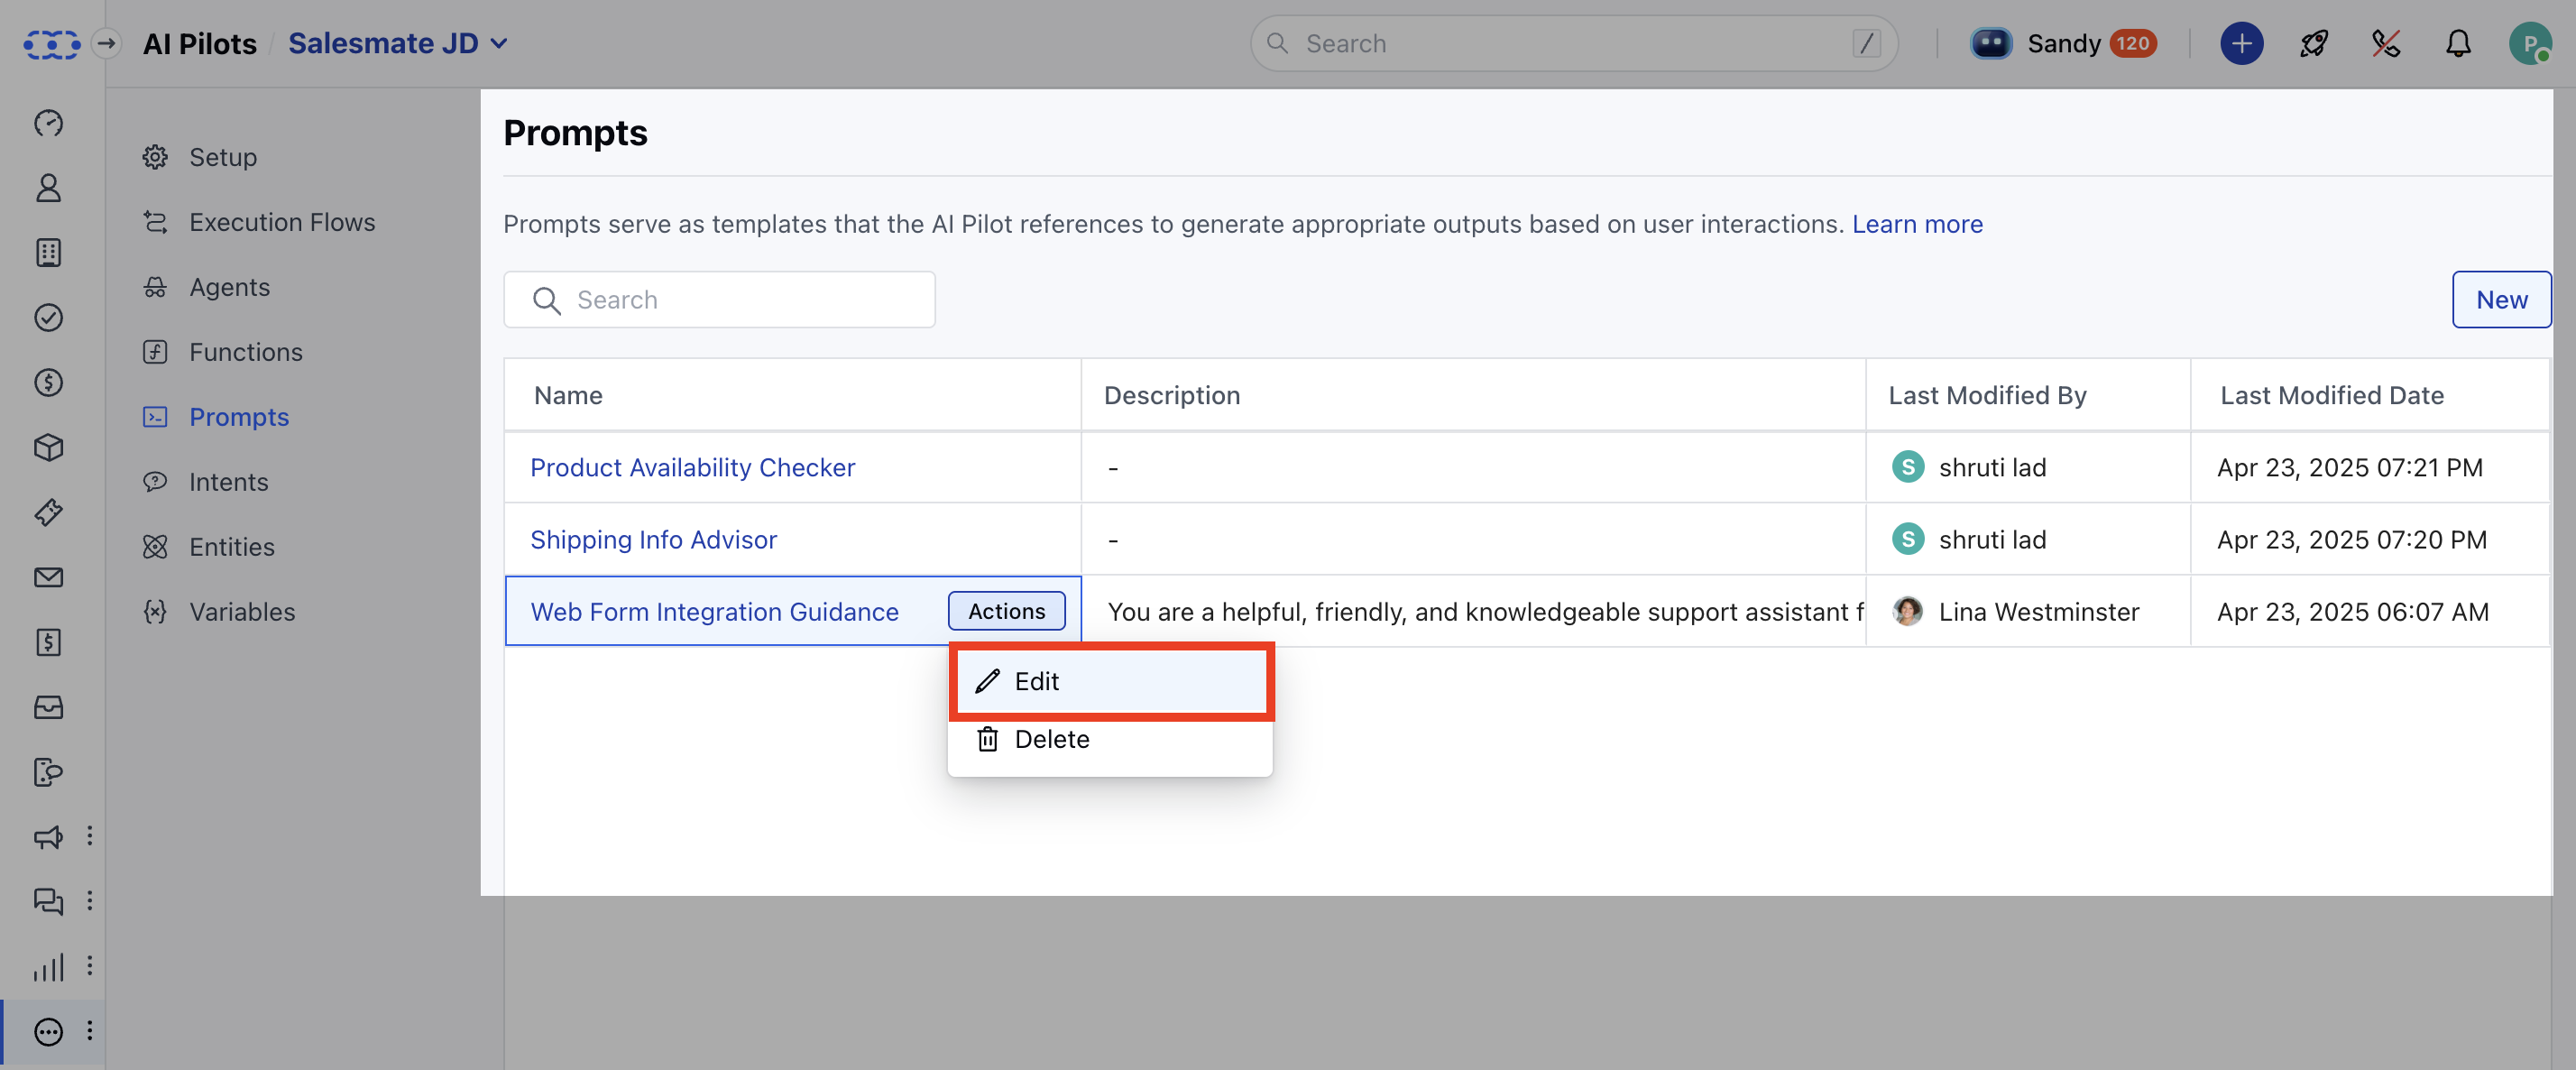 AI Pilots / Salesmate JD
Search /
Sandy 120
P
Setup
Execution Flows
Agents
Functions
Prompts
Intents
Entities
Variables
Prompts
Prompts serve as templates that the AI Pilot references to generate appropriate outputs based on user interactions. Learn more
Search
New
Name Description Last Modified By Last Modified Date
Product Availability Checker - S shruti lad Apr 23, 2025 07:21 PM
Shipping Info Advisor - S shruti lad Apr 23, 2025 07:20 PM
Web Form Integration Guidance Actions You are a helpful, friendly, and knowledgeable support assistant f Lina Westminster Apr 23, 2025 06:07 AM
Edit
Delete